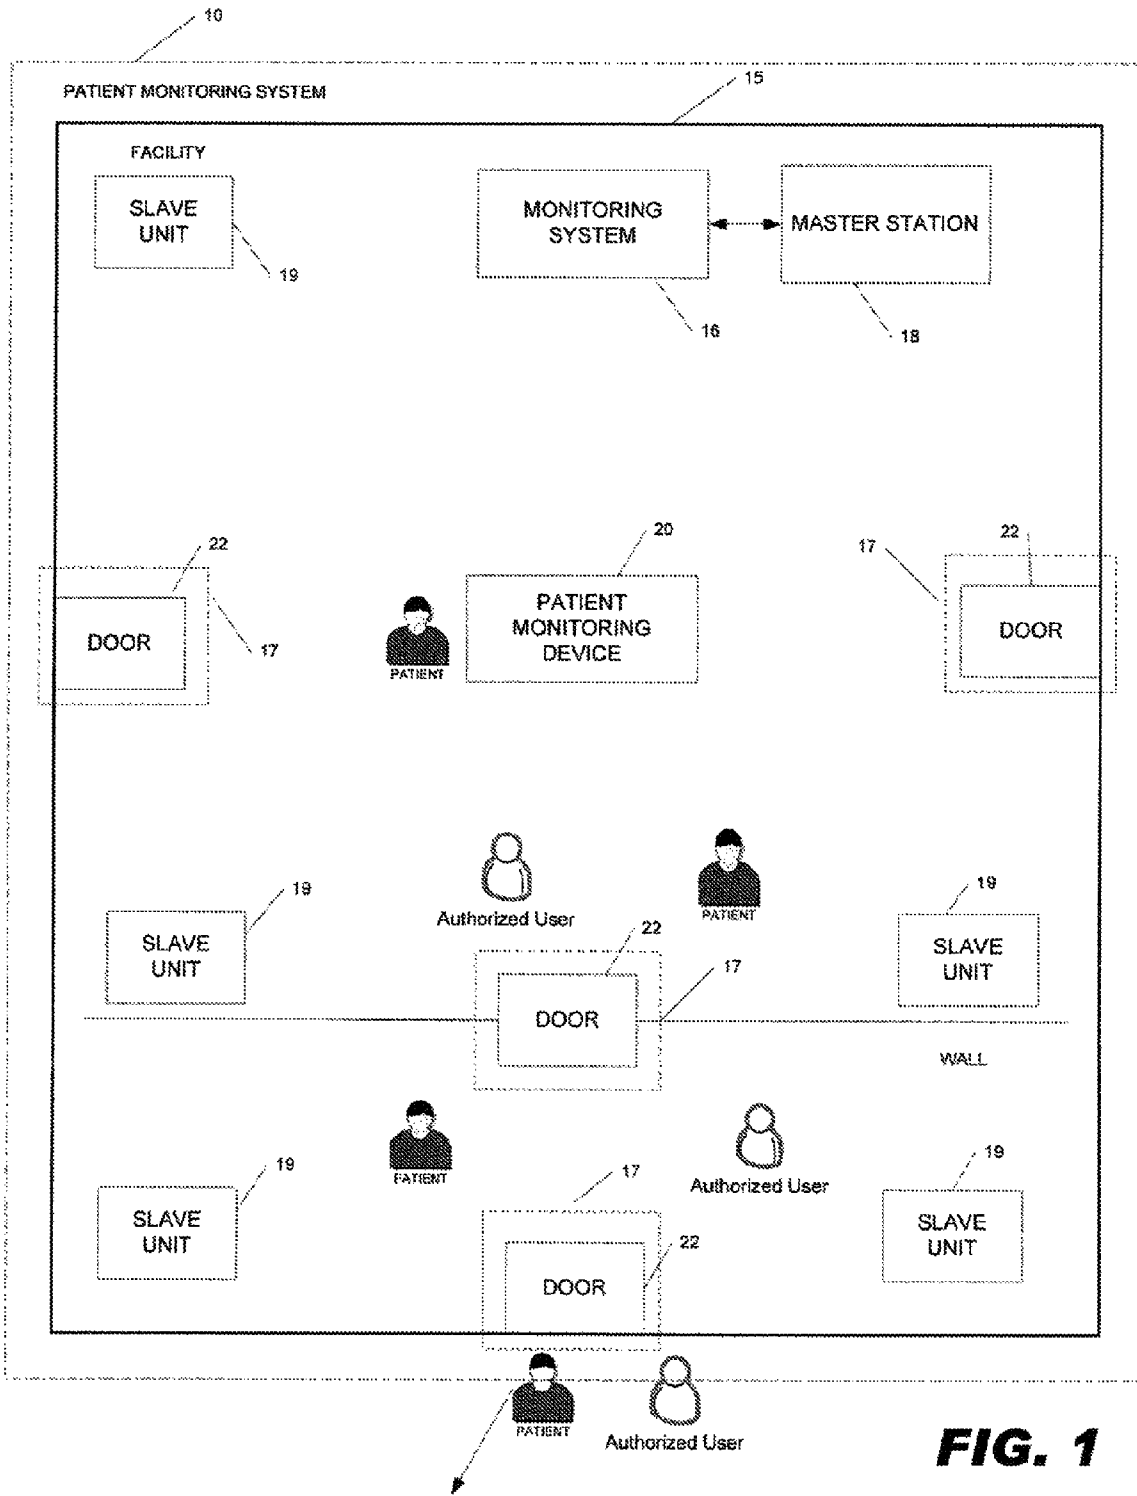 10
PATIENT MONITORING SYSTEM
15
FACILITY
SLAVE
UNIT
19
MONITORING
SYSTEM
16
MASTER STATION
18
22
DOOR
17
PATIENT
20
PATIENT
MONITORING
DEVICE
17
22
DOOR
Authorized User
PATIENT
19
SLAVE
UNIT
22
DOOR
17
19
SLAVE
UNIT
WALL
PATIENT
Authorized User
19
SLAVE
UNIT
17
22
DOOR
19
SLAVE
UNIT
PATIENT
Authorized User
FIG. 1